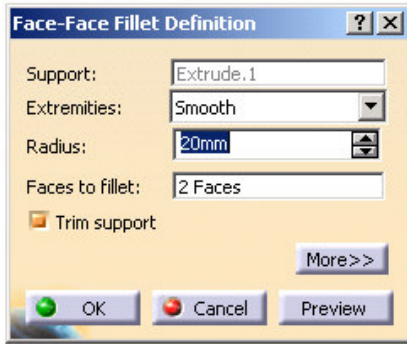 Face-Face Fillet Definition
Support: Extrude.1
Extremities: Smooth
Radius: 20mm
Faces to fillet: 2 Faces
Trim support
More>>
OK Cancel Preview